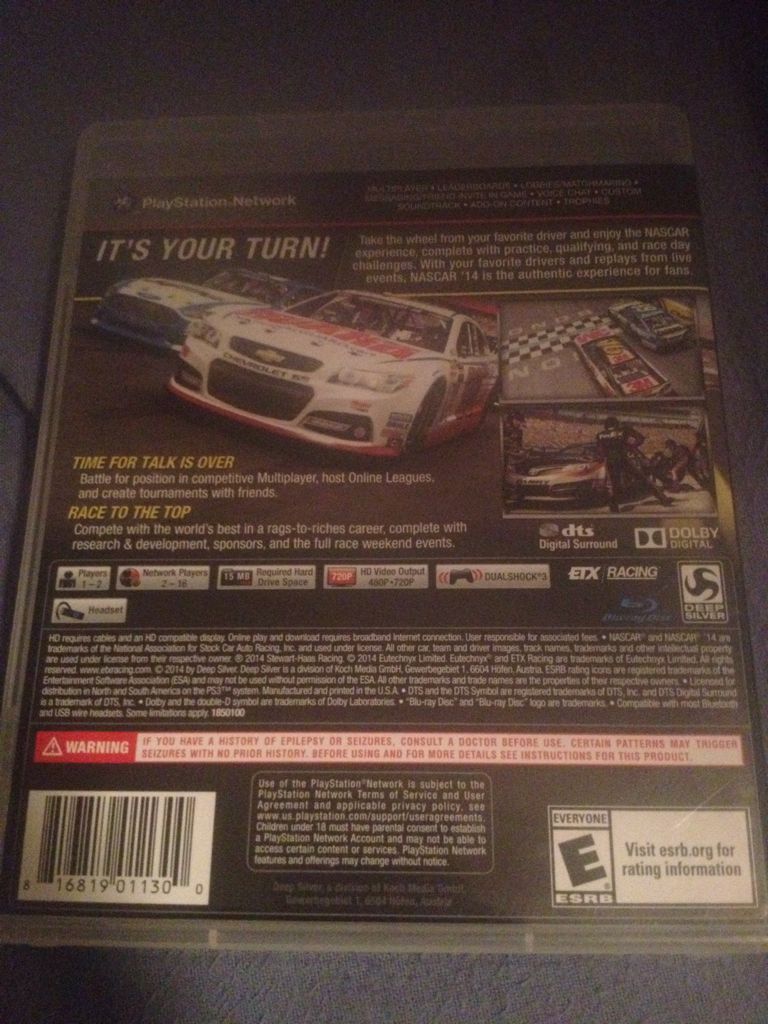 PlayStation Network
MULTIPLAYER • LEADERBOARDS • LOBBIES/MATCHMAKING •
MESSAGING/FRIEND INVITE IN GAME • VOICE CHAT • CUSTOM
SOUNDTRACK • ADD-ON CONTENT • TROPHIES
IT'S YOUR TURN!
Take the wheel from your favorite driver and enjoy the NASCAR
experience, complete with practice, qualifying, and race day
challenges. With your favorite drivers and replays from live
events, NASCAR '14 is the authentic experience for fans.
CHEVROLET SS
TIME FOR TALK IS OVER
Battle for position in competitive Multiplayer, host Online Leagues,
and create tournaments with friends.
RACE TO THE TOP
Compete with the world's best in a rags-to-riches career, complete with
research & development, sponsors, and the full race weekend events.
dts
Digital Surround
DOLBY
DIGITAL
Players
1-2
Network Players
2-16
15 MB
Required Hard
Drive Space
720P
HD Video Output
480P•720P
DUALSHOCK®3
ETX RACING
Blu-ray Disc
DEEP
SILVER
Headset
HD requires cables and an HD compatible display. Online play and download requires broadband Internet connection. User responsible for associated fees. • NASCAR® and NASCAR® '14 are
trademarks of the National Association for Stock Car Auto Racing, Inc. and used under license. All other car, team and driver images, track names, trademarks and other intellectual property
are used under license from their respective owner. ® 2014 Stewart-Haas Racing. © 2014 Eutechnyx Limited. Eutechnyx® and ETX Racing are trademarks of Eutechnyx Limited. All rights
reserved. www.etxracing.com. © 2014 by Deep Silver. Deep Silver is a division of Koch Media GmbH, Gewerbegebiet 1, 6604 Höfen, Austria. ESRB rating icons are registered trademarks of the
Entertainment Software Association (ESA) and may not be used without permission of the ESA. All other trademarks and trade names are the properties of their respective owners. • Licensed for
distribution in North and South America on the PS3™ system. Manufactured and printed in the U.S.A. • DTS and the DTS Symbol are registered trademarks of DTS, Inc. and DTS Digital Surround
is a trademark of DTS, Inc. • Dolby and the double-D symbol are trademarks of Dolby Laboratories. • "Blu-ray Disc" and "Blu-ray Disc" logo are trademarks. • Compatible with most Bluetooth
and USB wire headsets. Some limitations apply. 1850100
WARNING
IF YOU HAVE A HISTORY OF EPILEPSY OR SEIZURES, CONSULT A DOCTOR BEFORE USE. CERTAIN PATTERNS MAY TRIGGER
SEIZURES WITH NO PRIOR HISTORY. BEFORE USING AND FOR MORE DETAILS SEE INSTRUCTIONS FOR THIS PRODUCT.
Use of the PlayStation®Network is subject to the
PlayStation Network Terms of Service and User
Agreement and applicable privacy policy, see
www.us.playstation.com/support/useragreements.
Children under 18 must have parental consent to establish
a PlayStation Network Account and may not be able to
access certain content or services. PlayStation Network
features and offerings may change without notice.
8 16819 01130 0
Deep Silver, a division of Koch Media GmbH,
Gewerbegebiet 1, 6604 Höfen, Austria
EVERYONE
E
ESRB
Visit esrb.org for
rating information